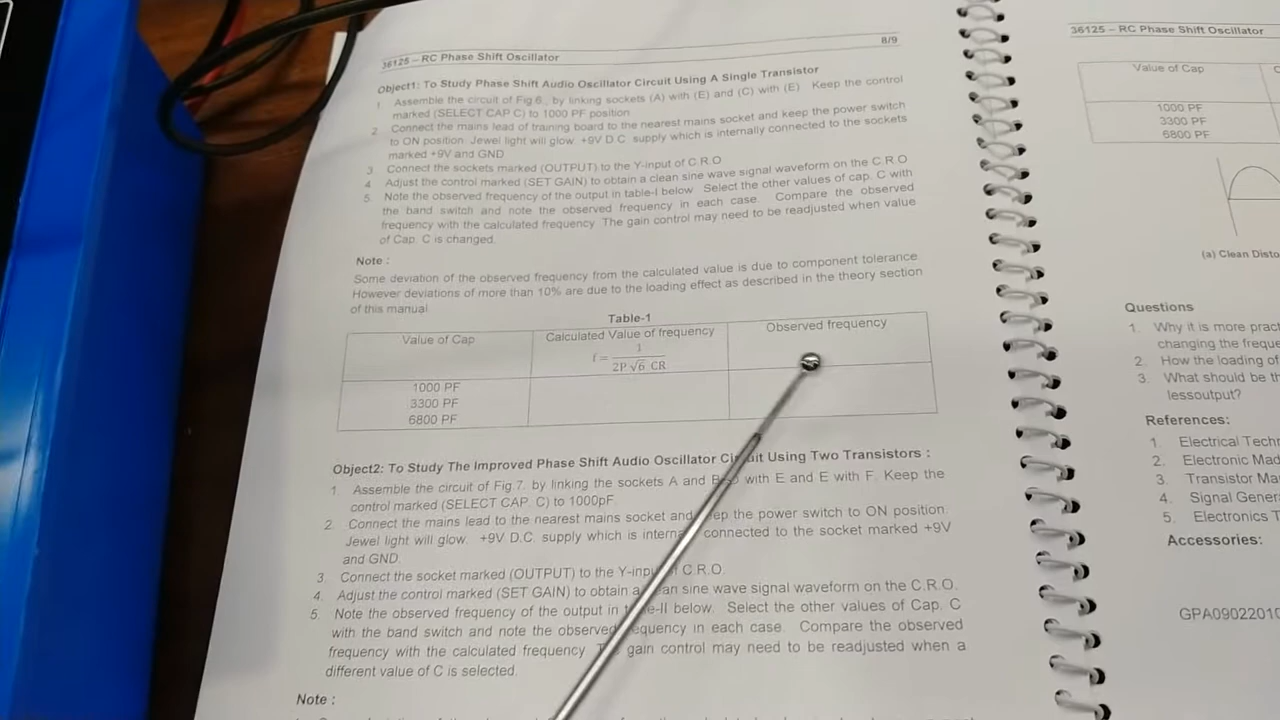 36125 – RC Phase Shift Oscillator
8/9
Object1: To Study Phase Shift Audio Oscillator Circuit Using A Single Transistor
1. Assemble the circuit of Fig.6., by linking sockets (A) with (E) and (C) with (E) Keep the control
marked (SELECT CAP C) to 1000 PF position
2. Connect the mains lead of training board to the nearest mains socket and keep the power switch
to ON position. Jewel light will glow. +9V D.C. supply which is internally connected to the sockets
marked +9V and GND
3. Connect the sockets marked (OUTPUT) to the Y-input of C.R.O
4. Adjust the control marked (SET GAIN) to obtain a clean sine wave signal waveform on the C.R.O
5. Note the observed frequency of the output in table-I below. Select the other values of cap. C with
the band switch and note the observed frequency in each case. Compare the observed
frequency with the calculated frequency. The gain control may need to be readjusted when value
of Cap. C is changed.
Note :
Some deviation of the observed frequency from the calculated value is due to component tolerance
However deviations of more than 10% are due to the loading effect as described in the theory section
of this manual
Table-1
Value of Cap
Calculated Value of frequency
f = 1 / 2P √6 CR
Observed frequency
1000 PF
3300 PF
6800 PF
Object2: To Study The Improved Phase Shift Audio Oscillator Circuit Using Two Transistors :
1. Assemble the circuit of Fig.7. by linking the sockets A and B, with E and E with F. Keep the
control marked (SELECT CAP. C) to 1000pF.
2. Connect the mains lead to the nearest mains socket and keep the power switch to ON position.
Jewel light will glow. +9V D.C. supply which is internally connected to the socket marked +9V
and GND.
3. Connect the socket marked (OUTPUT) to the Y-input of C.R.O.
4. Adjust the control marked (SET GAIN) to obtain a clean sine wave signal waveform on the C.R.O.
5. Note the observed frequency of the output in table-II below. Select the other values of Cap. C
with the band switch and note the observed frequency in each case. Compare the observed
frequency with the calculated frequency. The gain control may need to be readjusted when a
different value of C is selected.
Note :
36125 – RC Phase Shift Oscillator
Value of Cap
1000 PF
3300 PF
6800 PF
(a) Clean Disto
Questions
1. Why it is more pract
changing the freque
2. How the loading of
3. What should be th
lessoutput?
References:
1. Electrical Techn
2. Electronic Mad
3. Transistor Ma
4. Signal Gener
5. Electronics T
Accessories:
GPA09022010